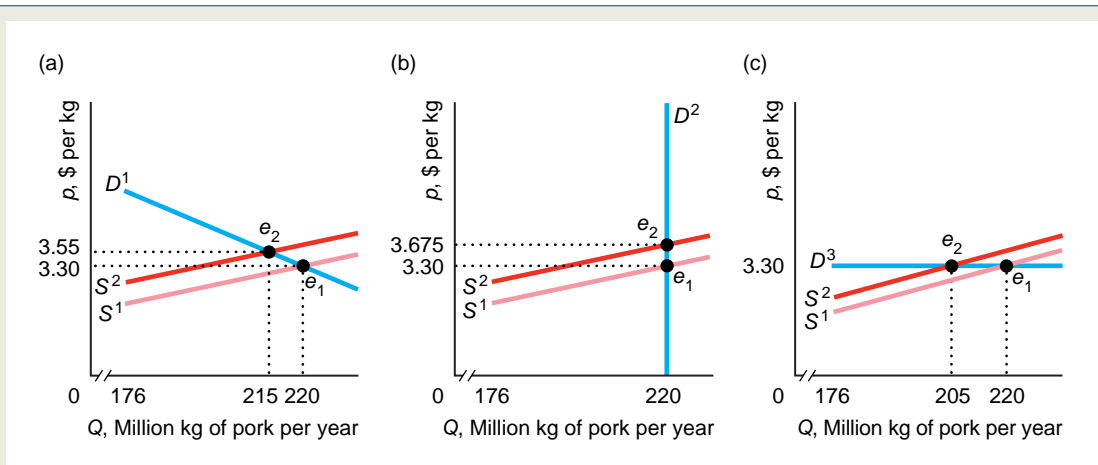 (a)
p, $ per kg
D¹
3.55
3.30
S²
S¹
e₂
e₁
0
176
215
220
Q, Million kg of pork per year
(b)
p, $ per kg
D²
3.675
3.30
S²
S¹
e₂
e₁
0
176
220
Q, Million kg of pork per year
(c)
p, $ per kg
3.30
D³
S²
S¹
e₂
e₁
0
176
205
220
Q, Million kg of pork per year